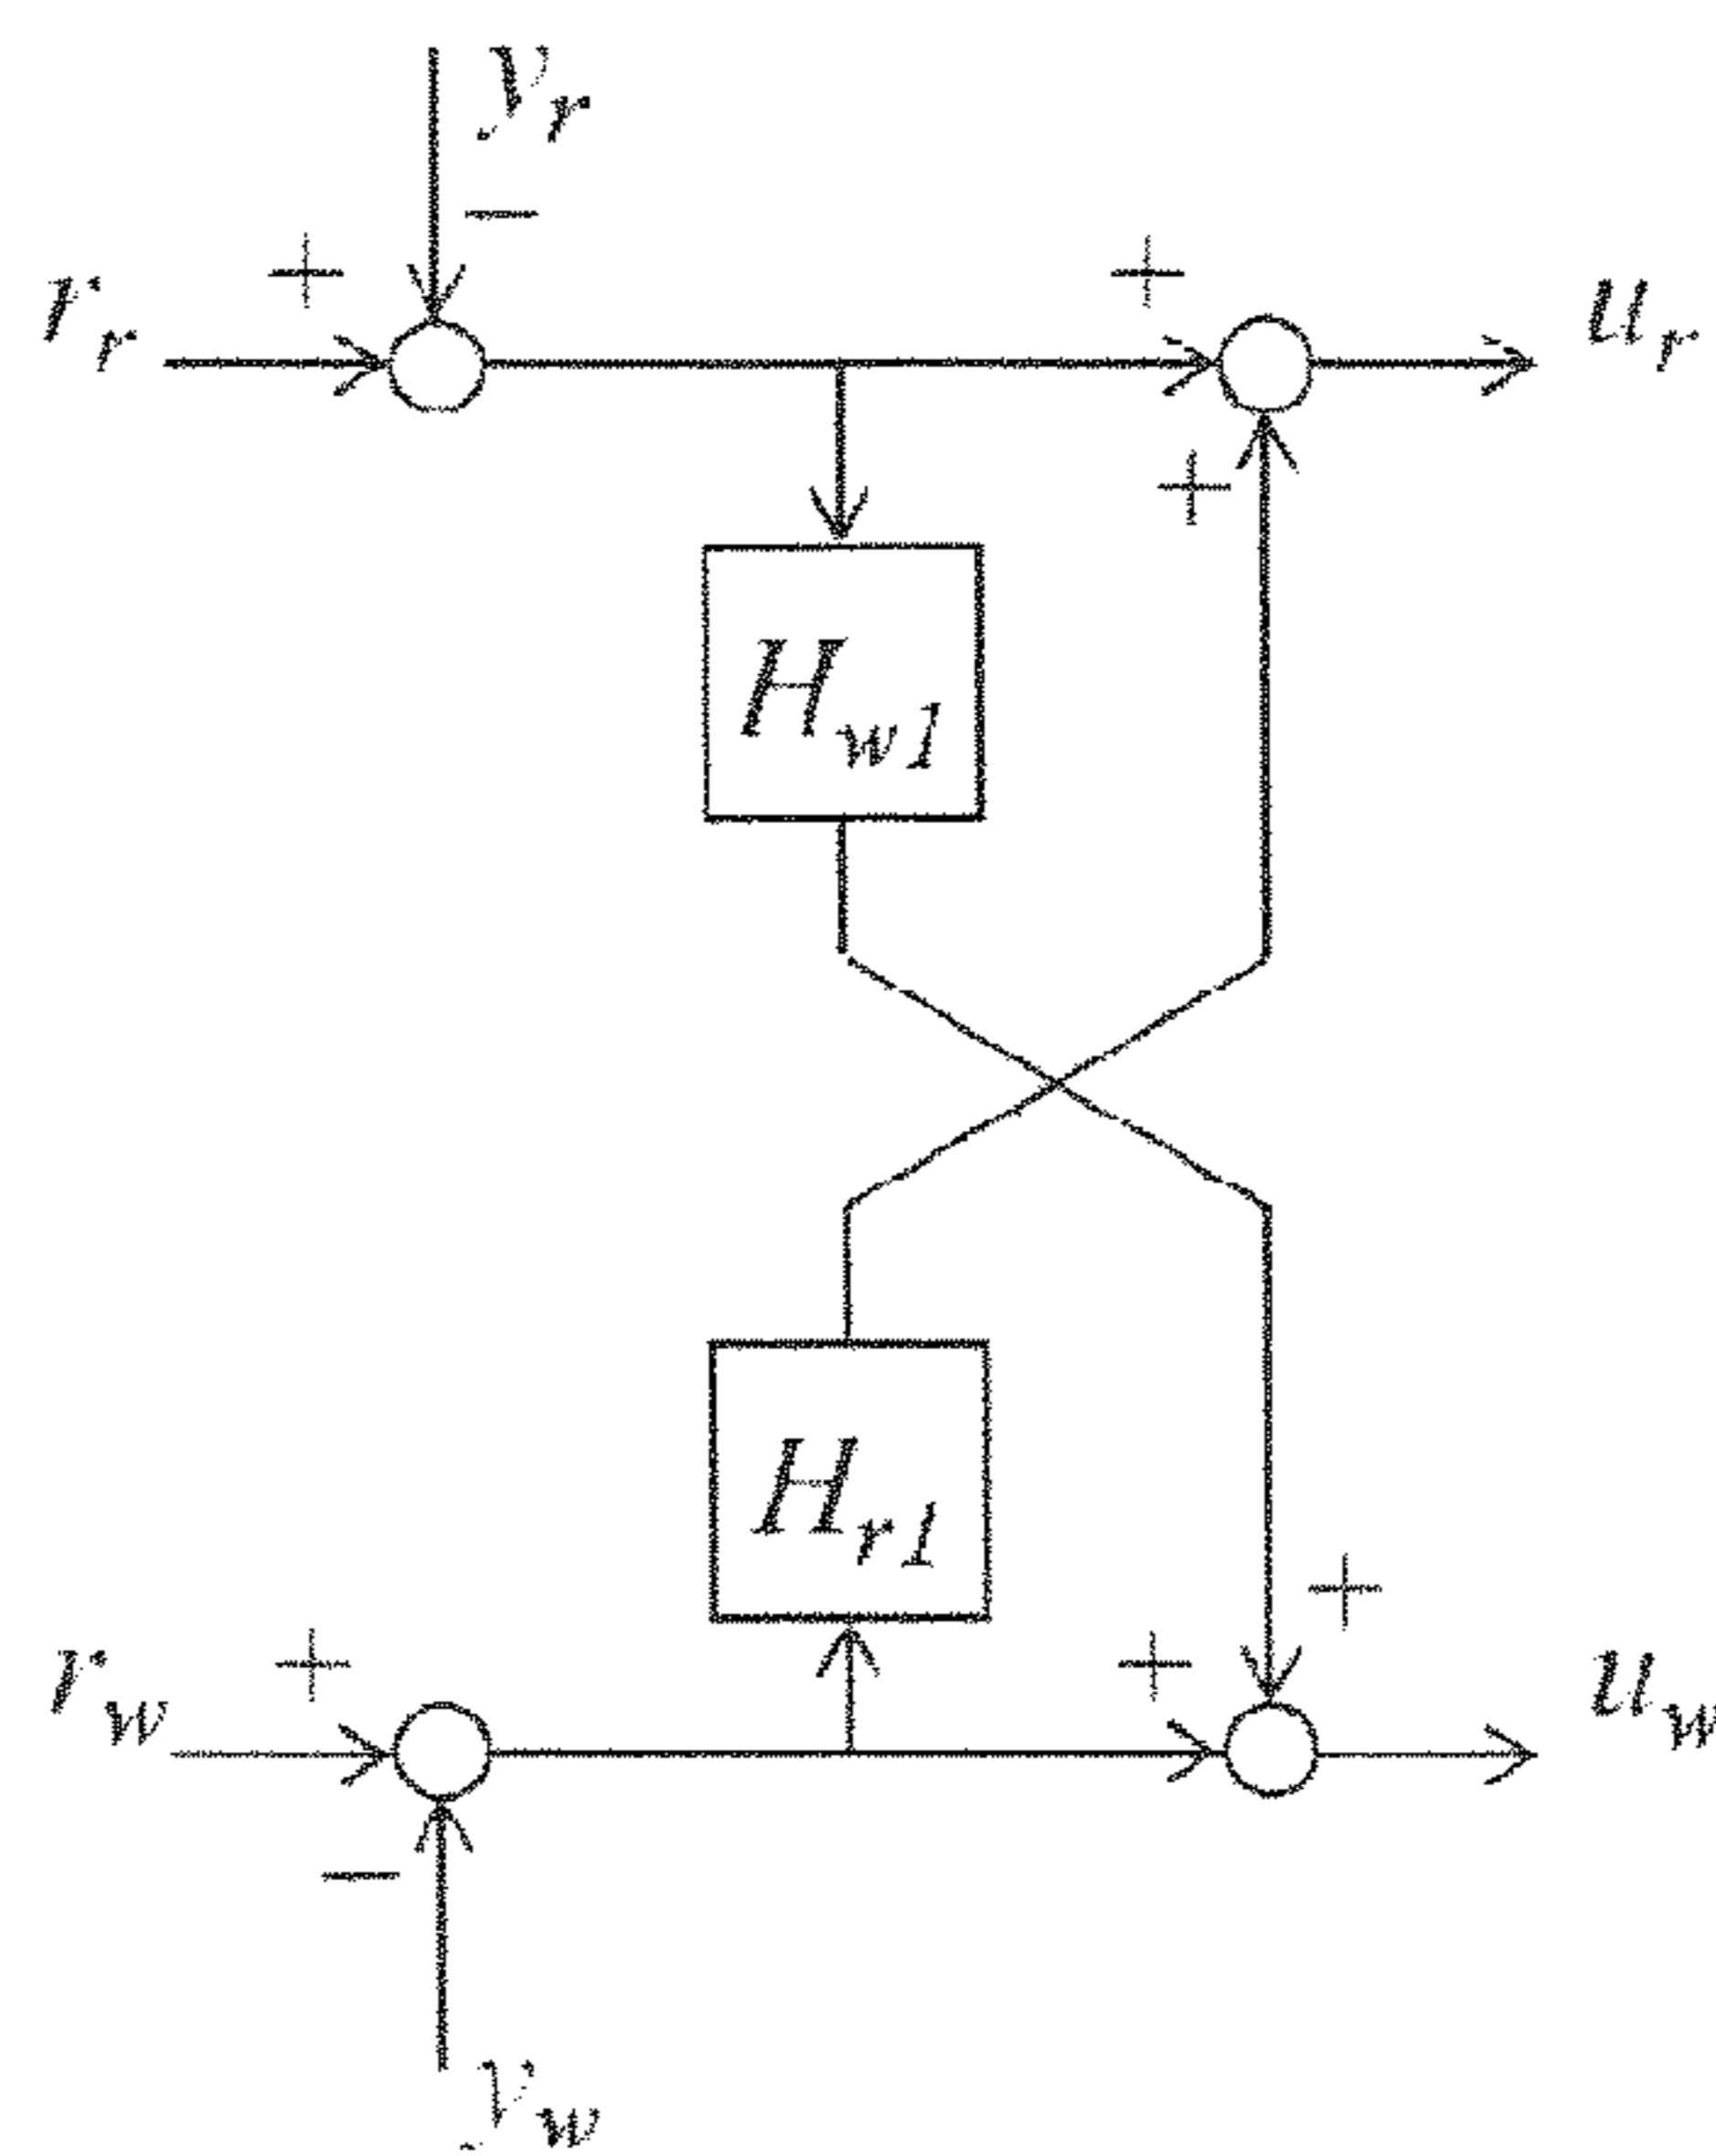 y_r
−
+ +
r_r u_r
+
H_w1
H_r1
+
+ +
r_w u_w
−
y_w